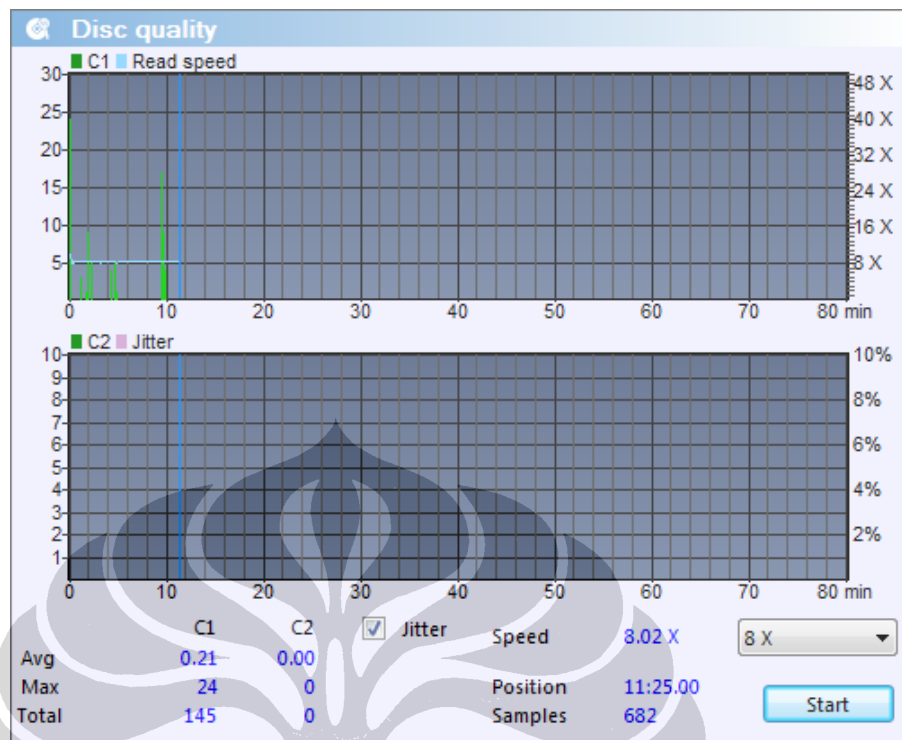 Disc quality
C1 Read speed
30
25
20
15
10
5
48 X
40 X
32 X
24 X
16 X
8 X
0 10 20 30 40 50 60 70 80 min
C2 Jitter
10
9
8
7
6
5
4
3
2
1
10%
8%
6%
4%
2%
0 10 20 30 40 50 60 70 80 min
C1 C2 Jitter Speed 8.02 X 8 X
Avg 0.21 0.00
Max 24 0 Position 11:25.00
Total 145 0 Samples 682
Start